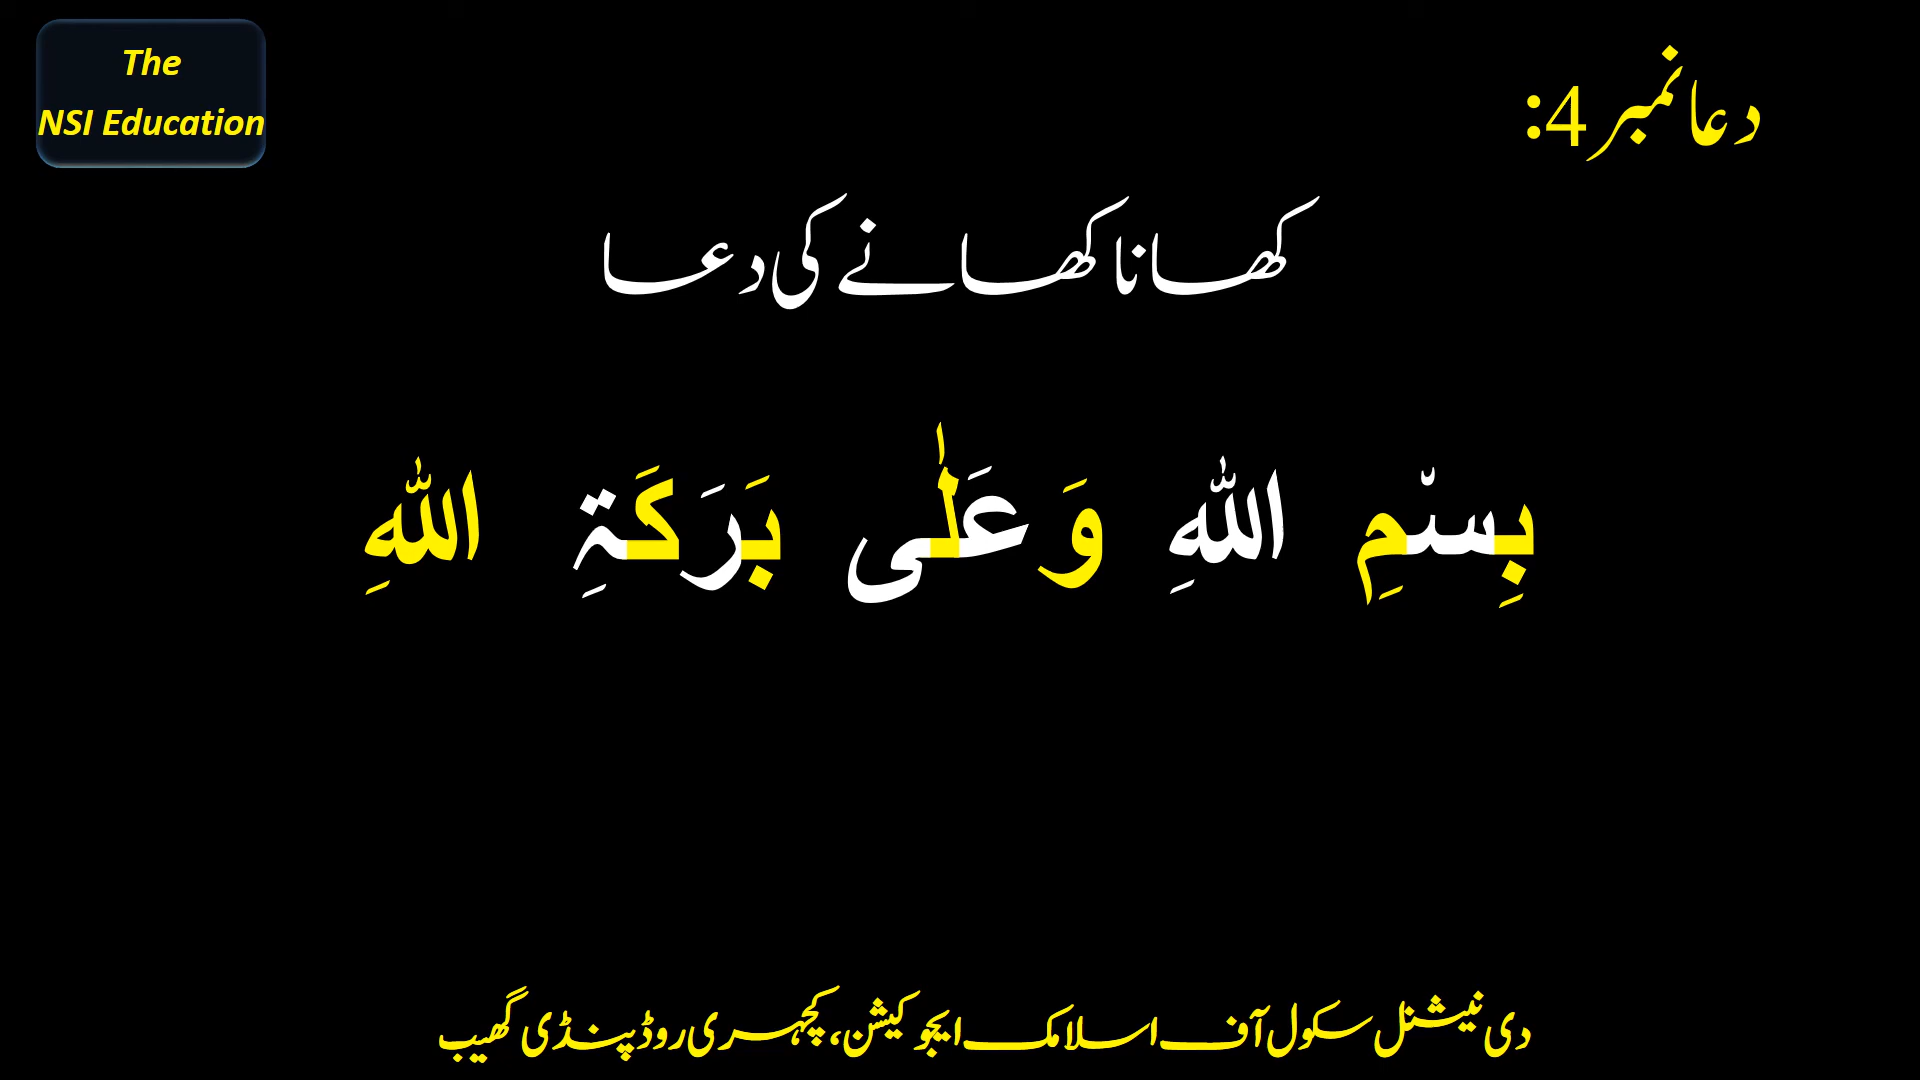 The
NSI Education
دعا نمبر 4:
کھانا کھانے کی دعا
بِسْمِ اللّٰهِ وَعَلٰى بَرَكَةِ اللّٰهِ
دی نیشنل سکول آف اسلامک ایجوکیشن، کچہری روڈ پنڈی گھیب